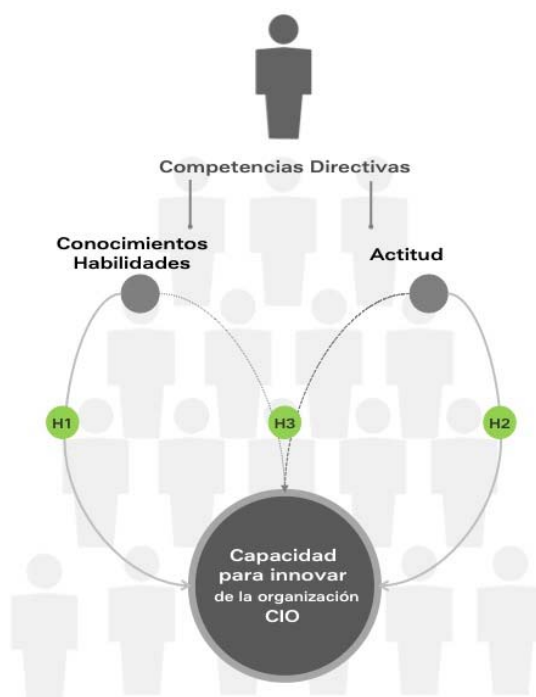 Competencias Directivas
Conocimientos
Habilidades
Actitud
H1
H3
H2
Capacidad
para innovar
de la organización
CIO